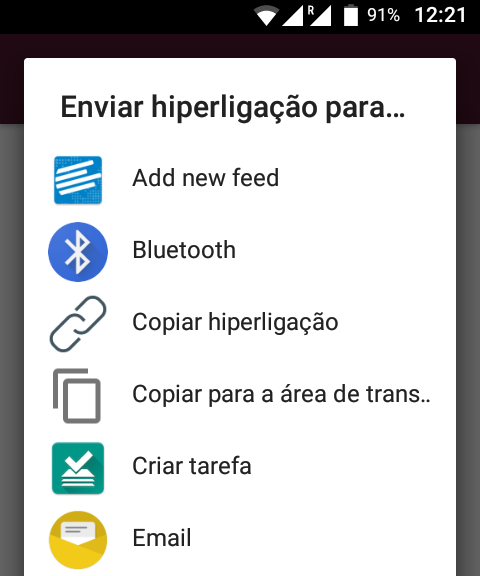 R 91% 12:21
Enviar hiperligação para...
Add new feed
Bluetooth
Copiar hiperligação
Copiar para a área de trans..
Criar tarefa
Email